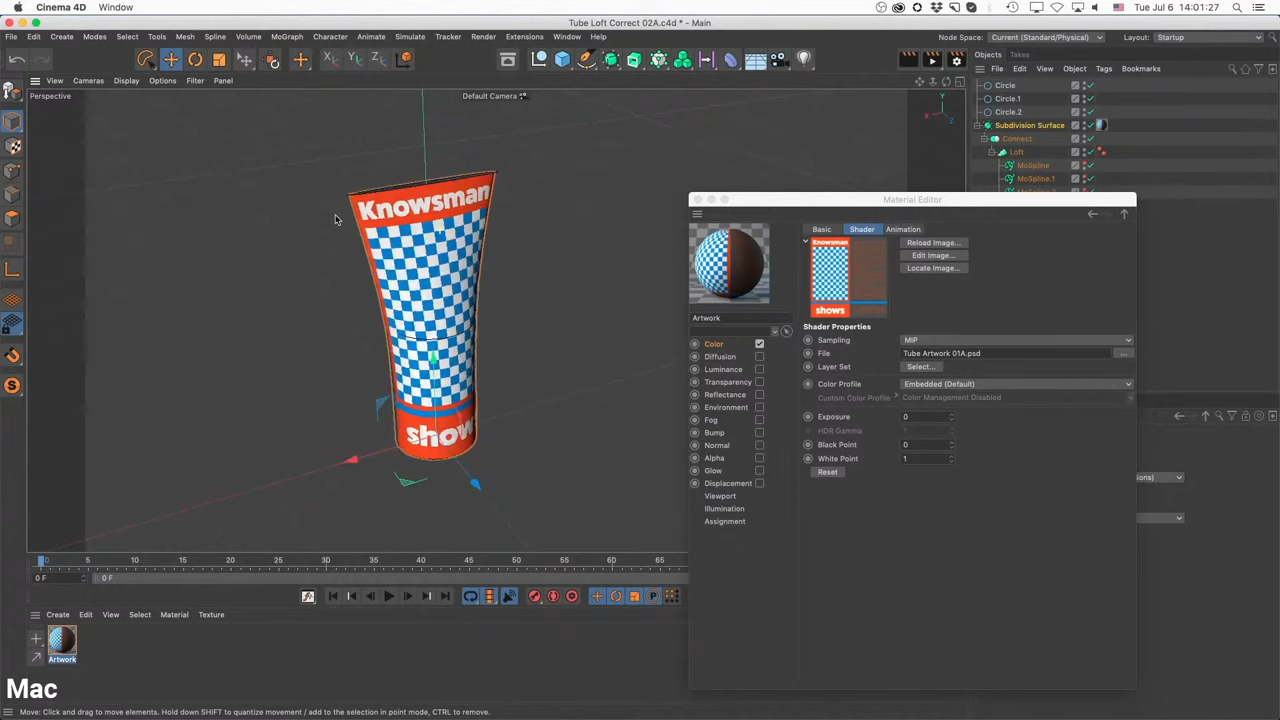 Cinema 4D Window
Tue Jul 6 14:01:27
Tube Loft Correct 02A.c4d * - Main
File Edit Create Modes Select Tools Mesh Spline Volume MoGraph Character Animate Simulate Tracker Render Extensions Window Help
Node Space: Current (Standard/Physical) Layout: Startup
Objects Takes
View Cameras Display Options Filter Panel
File Edit View Object Tags Bookmarks
Perspective
Default Camera
Y
X
Z
Circle
Circle.1
Circle.2
Subdivision Surface
Connect
Loft
MoSpline
MoSpline.1
Knowsman
show
Material Editor
Basic Shader Animation
Knowsman
shows
Reload Image...
Edit Image...
Locate Image...
Artwork
Color
Diffusion
Luminance
Transparency
Reflectance
Environment
Fog
Bump
Normal
Alpha
Glow
Displacement
Viewport
Illumination
Assignment
Shader Properties
Sampling MIP
File Tube Artwork 01A.psd ...
Layer Set Select...
Color Profile Embedded (Default)
Custom Color Profile Color Management Disabled
Exposure 0
HDR Gamma 1
Black Point 0
White Point 1
Reset
ons)
0 5 10 15 20 25 30 35 40 45 50 55 60 65
0 F 0 F
Create Edit View Select Material Texture
Artwork
Mac
Move: Click and drag to move elements. Hold down SHIFT to quantize movement / add to the selection in point mode, CTRL to remove.